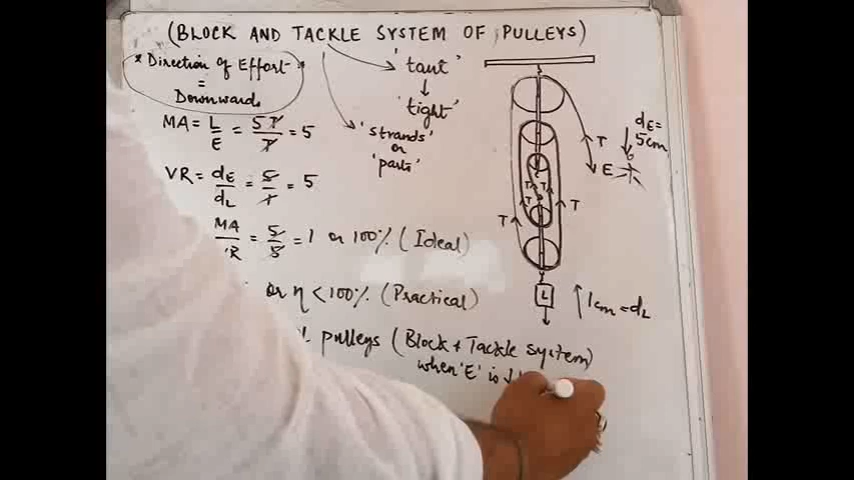 (BLOCK AND TACKLE SYSTEM OF PULLEYS)
* Direction of Effort
=
Downwards
'taut'
↓
'tight'
'strands'
or
'parts'
MA = L/E = 5T/T = 5
VR = dE/dL = 5/1 = 5
MA/VR = 5/5 = 1 or 100% (Ideal)
or η < 100% (Practical)
pulleys (Block + Tackle system)
when 'E' is
T
dE =
5cm
E
T
T
T
T
T
T
L
1cm = dL